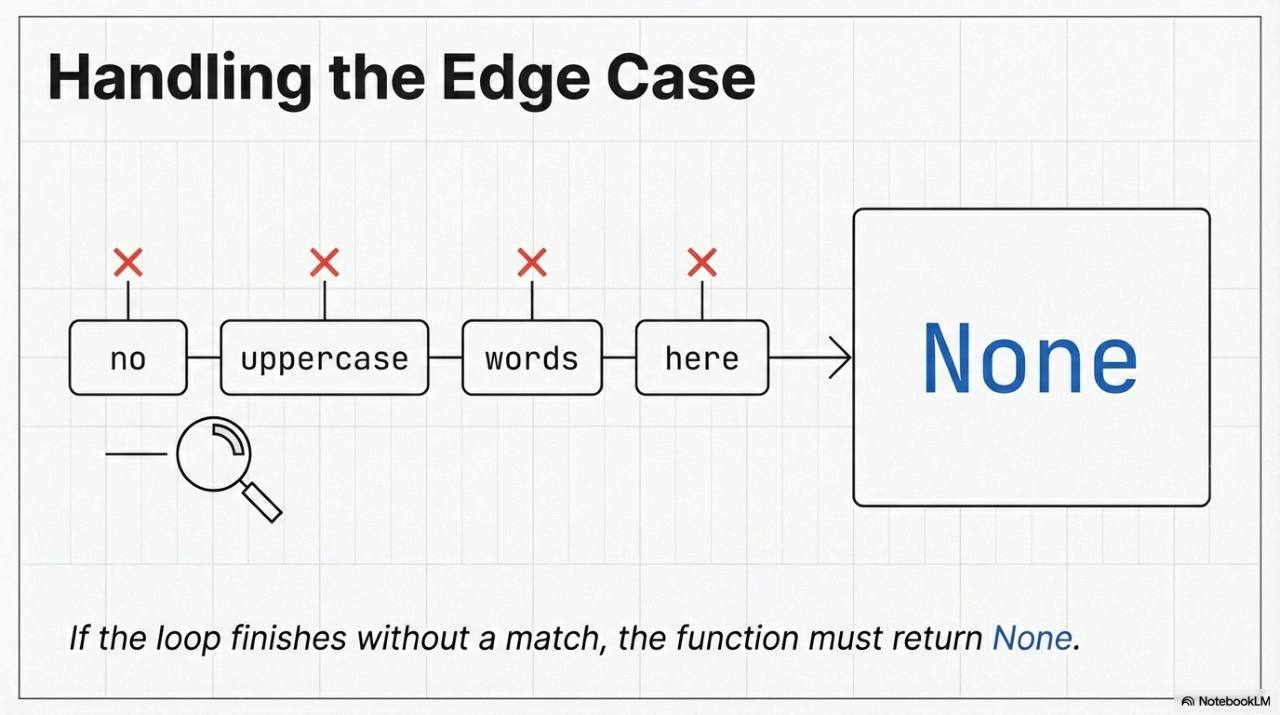 Handling the Edge Case
no uppercase words here
None
If the loop finishes without a match, the function must return None.
NotebookLM